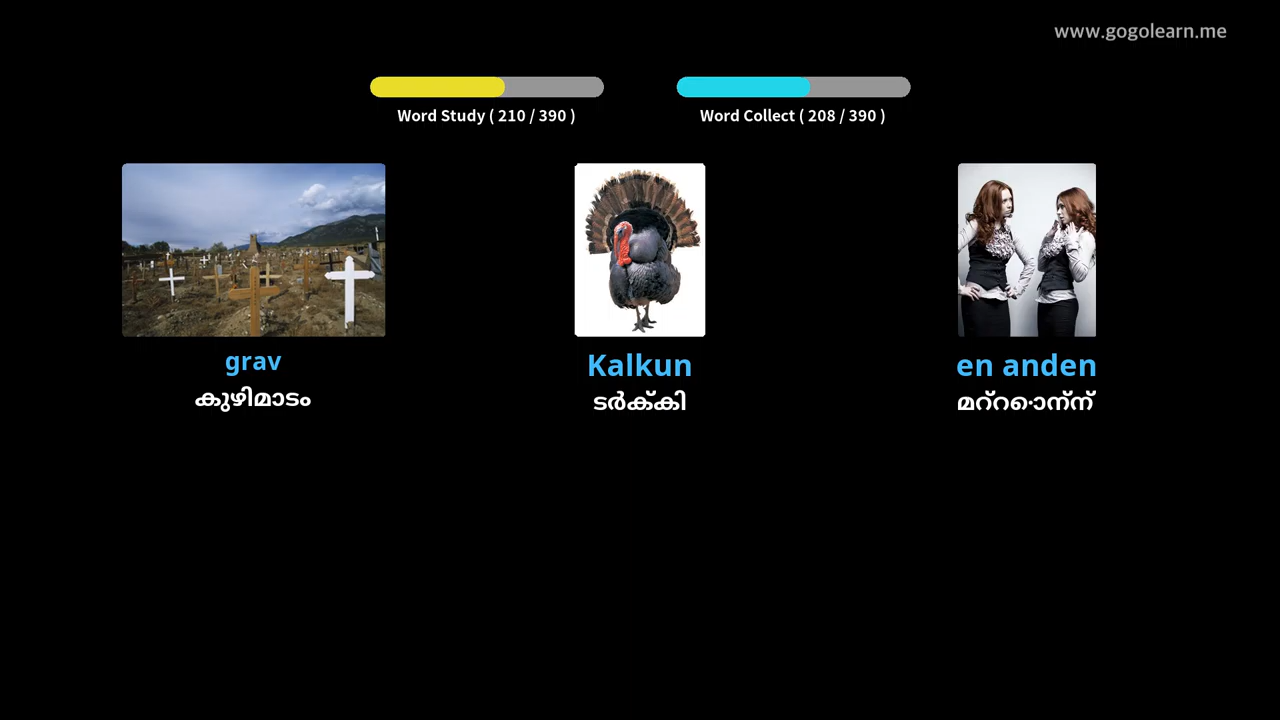 www.gogolearn.me
Word Study ( 210 / 390 )
Word Collect ( 208 / 390 )
grav
കുഴിമാടം
Kalkun
ടർക്കി
en anden
മറ്റൊന്ന്